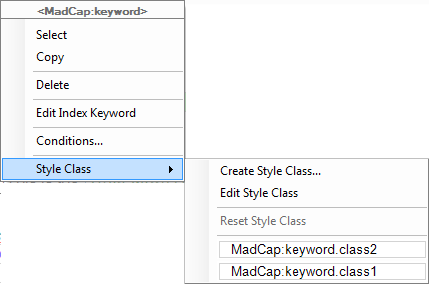 <MadCap:keyword>
Select
Copy
Delete
Edit Index Keyword
Conditions...
Style Class
Create Style Class...
Edit Style Class
Reset Style Class
MadCap:keyword.class2
MadCap:keyword.class1